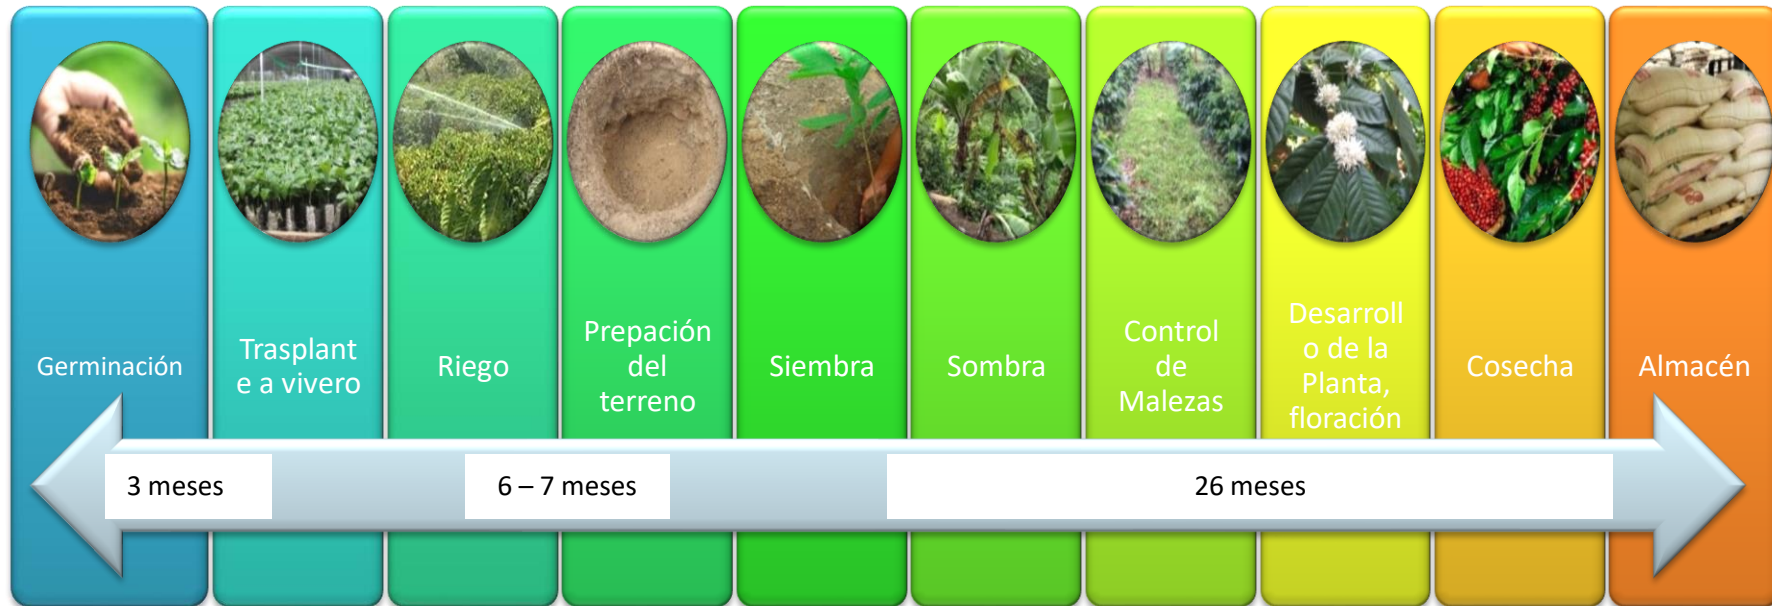 Germinación
Trasplant
e a vivero
Riego
Prepación
del
terreno
Siembra
Sombra
Control
de
Malezas
Desarroll
o de la
Planta,
floración
Cosecha
Almacén
3 meses
6 – 7 meses
26 meses